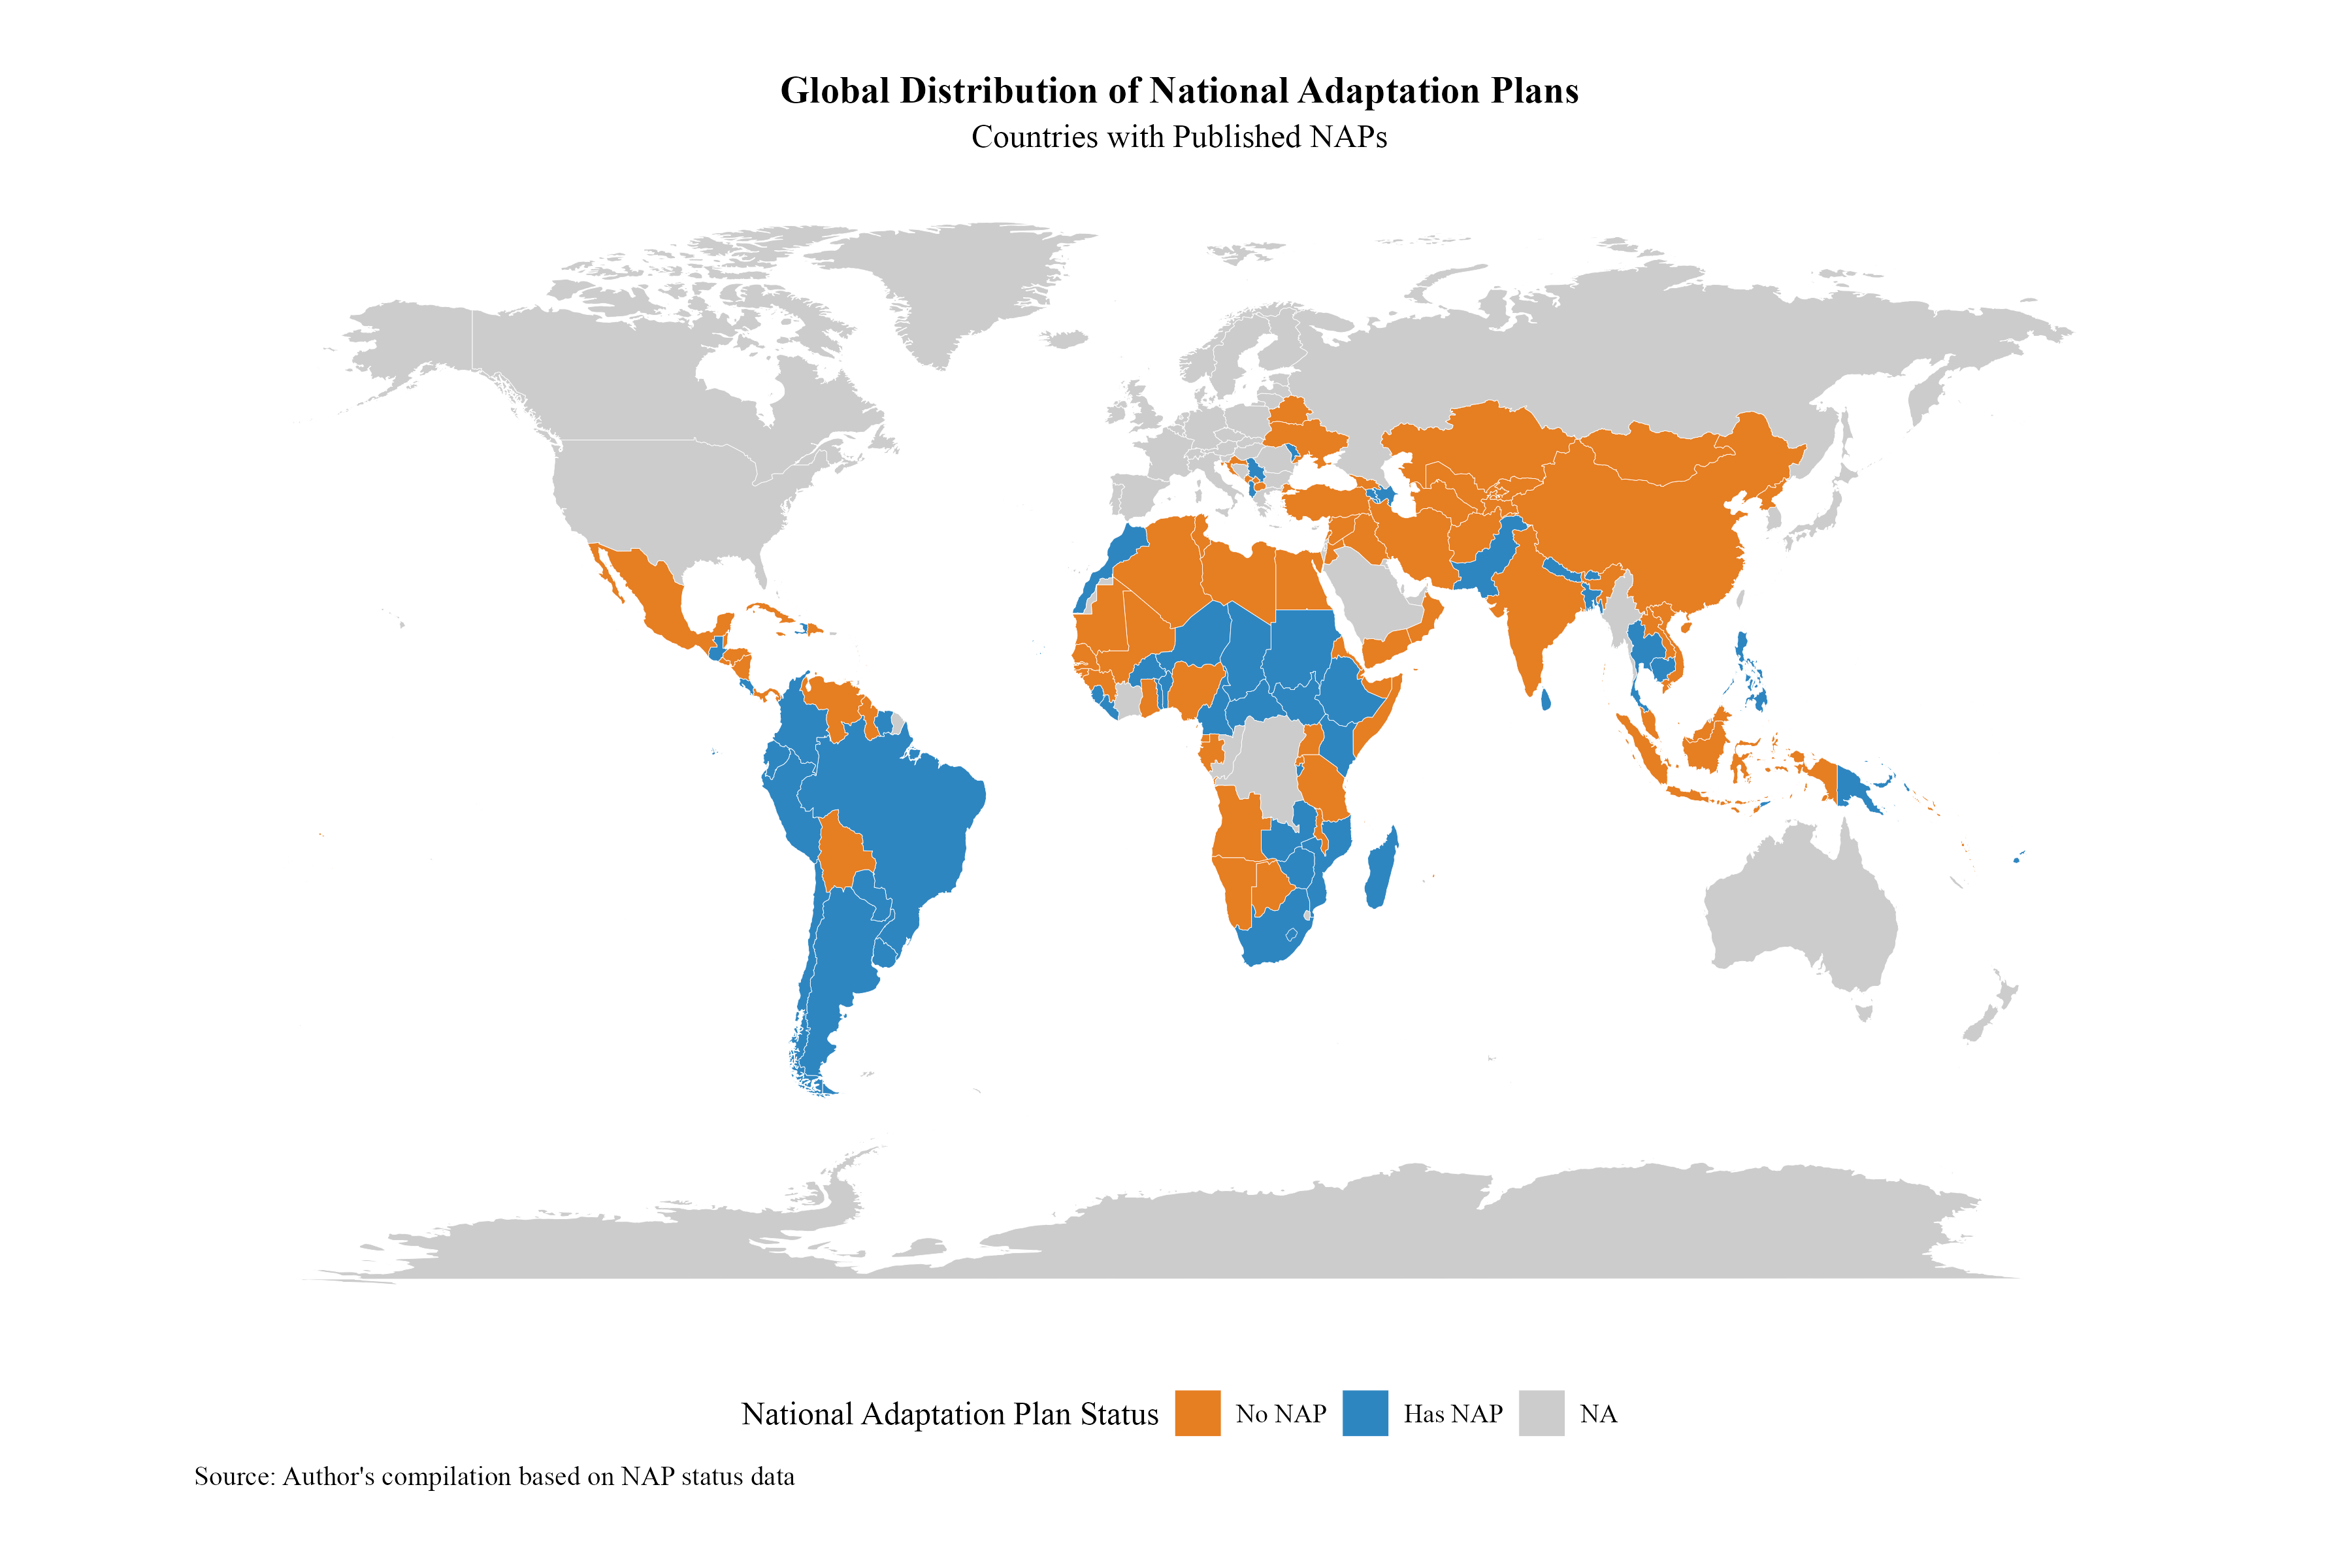 Global Distribution of National Adaptation Plans
Countries with Published NAPs
National Adaptation Plan Status No NAP Has NAP NA
Source: Author's compilation based on NAP status data